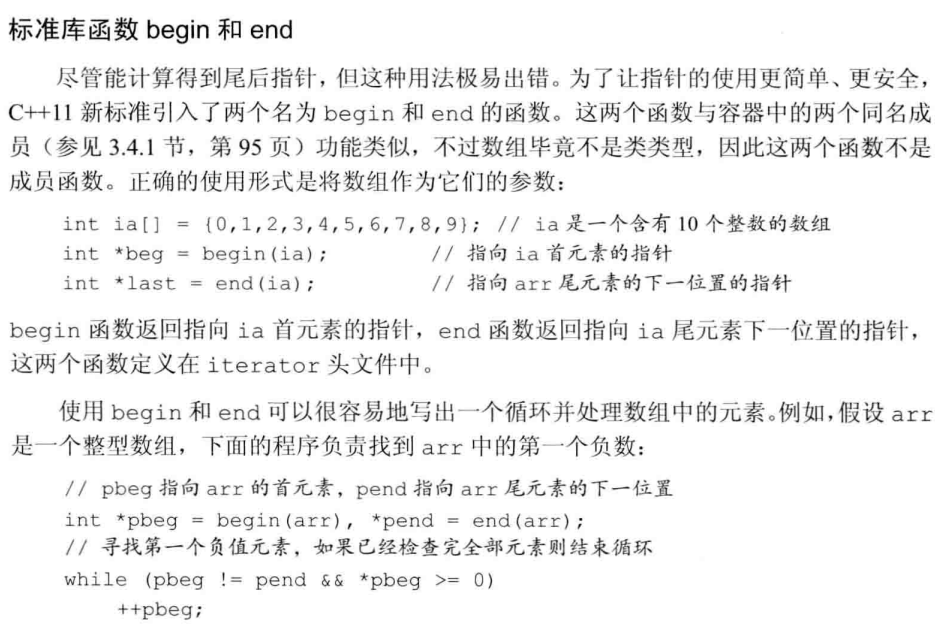 标准库函数 begin 和 end
尽管能计算得到尾后指针，但这种用法极易出错。为了让指针的使用更简单、更安全，
C++11 新标准引入了两个名为 begin 和 end 的函数。这两个函数与容器中的两个同名成
员（参见 3.4.1 节，第 95 页）功能类似，不过数组毕竟不是类类型，因此这两个函数不是
成员函数。正确的使用形式是将数组作为它们的参数：
int ia[] = {0,1,2,3,4,5,6,7,8,9}; // ia 是一个含有 10 个整数的数组
int *beg = begin(ia); // 指向 ia 首元素的指针
int *last = end(ia); // 指向 arr 尾元素的下一位置的指针
begin 函数返回指向 ia 首元素的指针，end 函数返回指向 ia 尾元素下一位置的指针，
这两个函数定义在 iterator 头文件中。
使用 begin 和 end 可以很容易地写出一个循环并处理数组中的元素。例如，假设 arr
是一个整型数组，下面的程序负责找到 arr 中的第一个负数：
// pbeg 指向 arr 的首元素，pend 指向 arr 尾元素的下一位置
int *pbeg = begin(arr), *pend = end(arr);
// 寻找第一个负值元素，如果已经检查完全部元素则结束循环
while (pbeg != pend && *pbeg >= 0)
++pbeg;